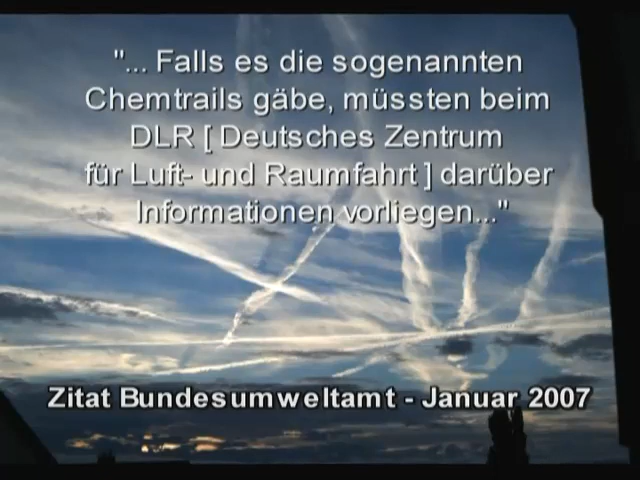 "... Falls es die sogenannten
Chemtrails gäbe, müssten beim
DLR [ Deutsches Zentrum
für Luft- und Raumfahrt ] darüber
Informationen vorliegen..."
Zitat Bundesumweltamt - Januar 2007